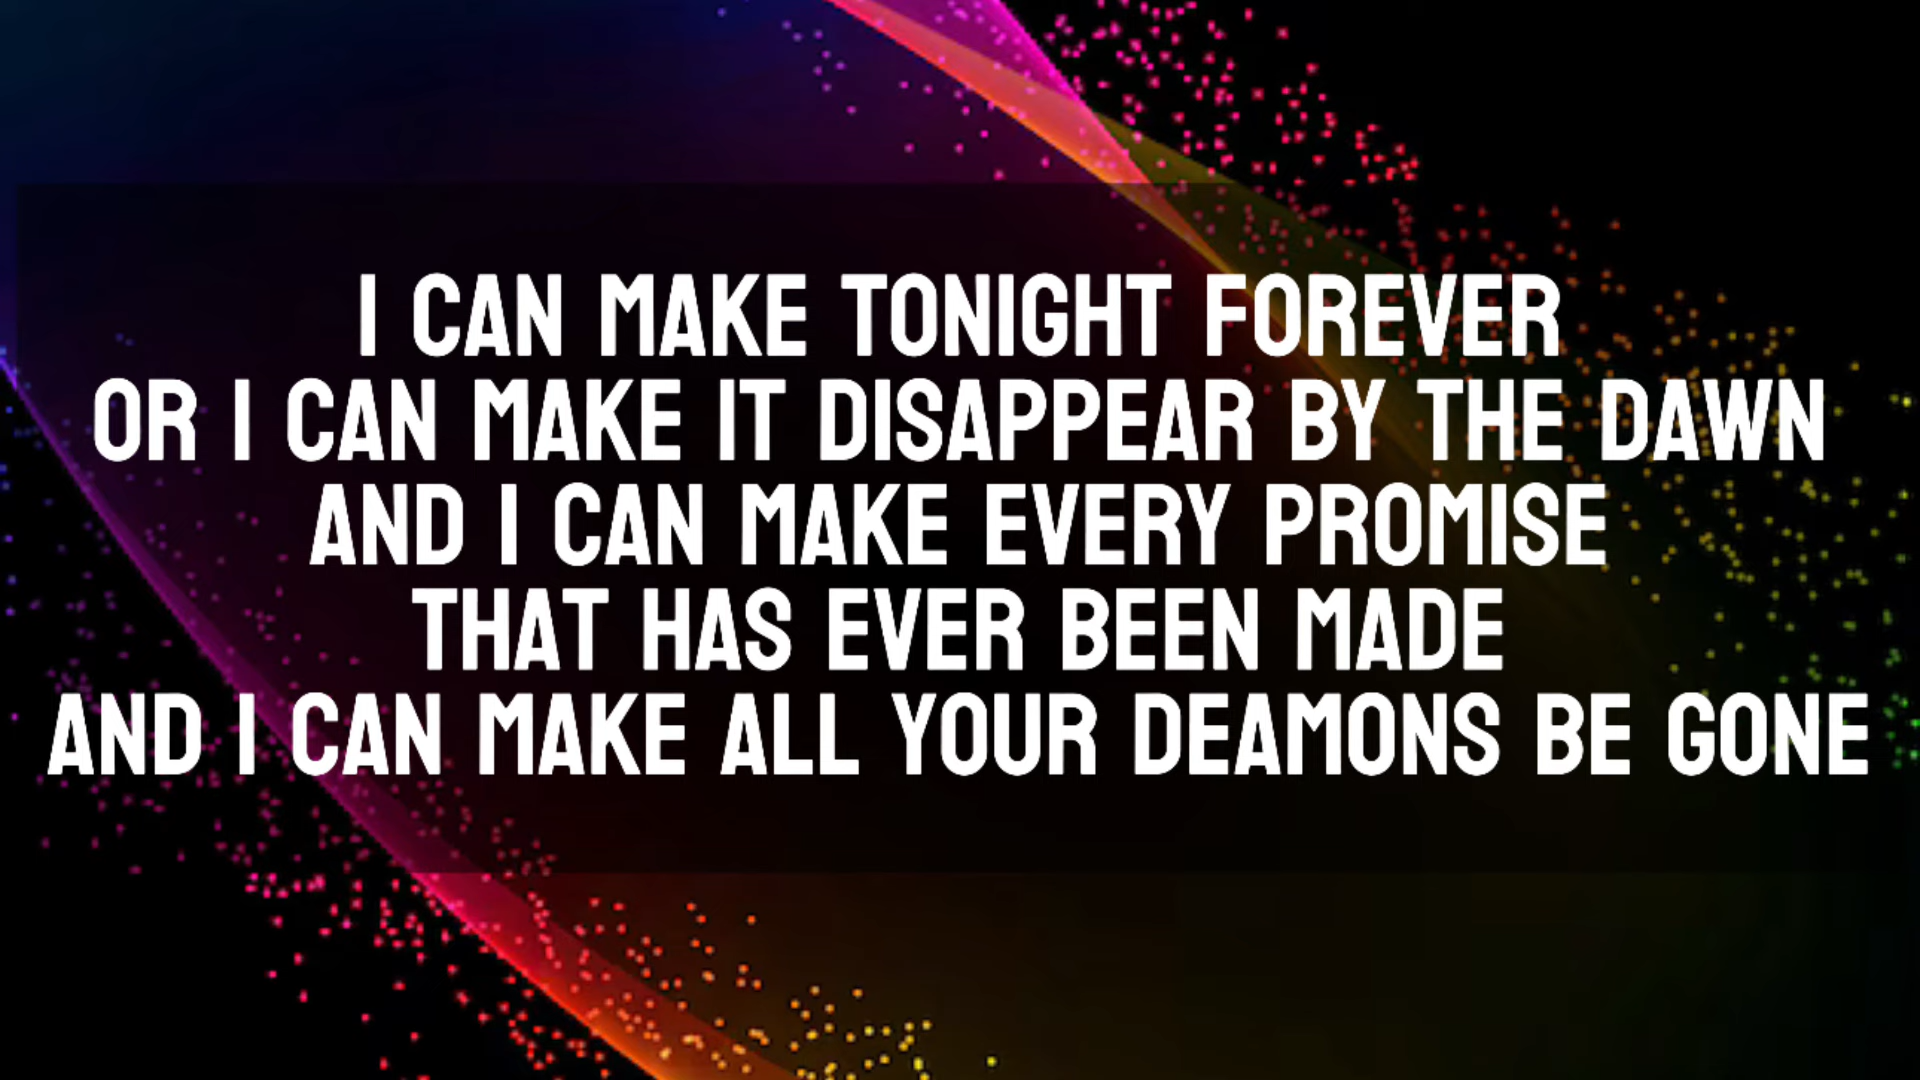 I CAN MAKE TONIGHT FOREVER
OR I CAN MAKE IT DISAPPEAR BY THE DAWN
AND I CAN MAKE EVERY PROMISE
THAT HAS EVER BEEN MADE
AND I CAN MAKE ALL YOUR DEAMONS BE GONE